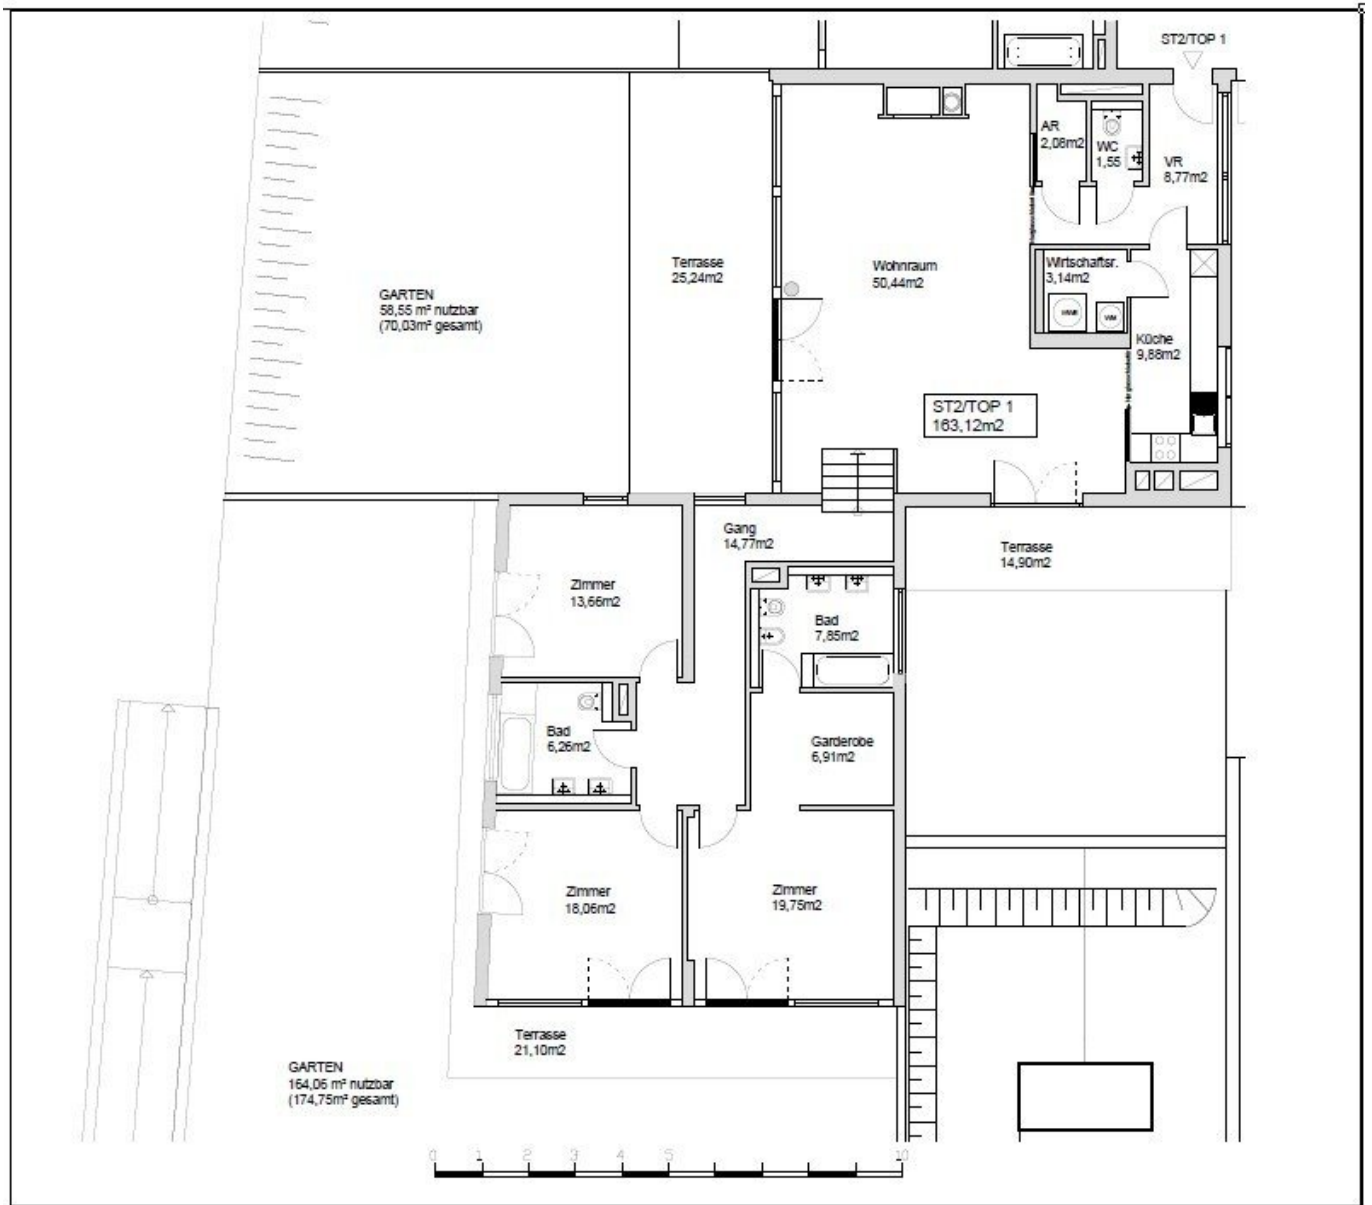 ST2/TOP 1
AR
2,08m2
WC
1,55
VR
8,77m2
Terrasse
25,24m2
Wohnraum
50,44m2
Wirtschaftsr.
3,14m2
WM
GARTEN
58,55 m² nutzbar
(70,03m² gesamt)
Küche
9,88m2
ST2/TOP 1
163,12m2
Gang
14,77m2
Terrasse
14,90m2
Zimmer
13,66m2
Bad
7,85m2
Bad
6,26m2
Garderobe
6,91m2
Zimmer
18,06m2
Zimmer
19,75m2
Terrasse
21,10m2
GARTEN
164,06 m² nutzbar
(174,75m² gesamt)
0 1 2 3 4 5 10